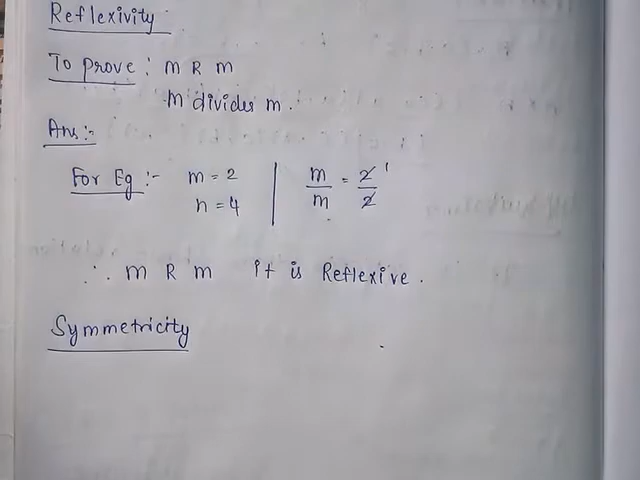 Reflexivity
To prove : m R m
m divides m.
Ans :-
For Eg :- m = 2 | m/m = 2/2 1
n = 4
∴ m R m it is Reflexive.
Symmetricity